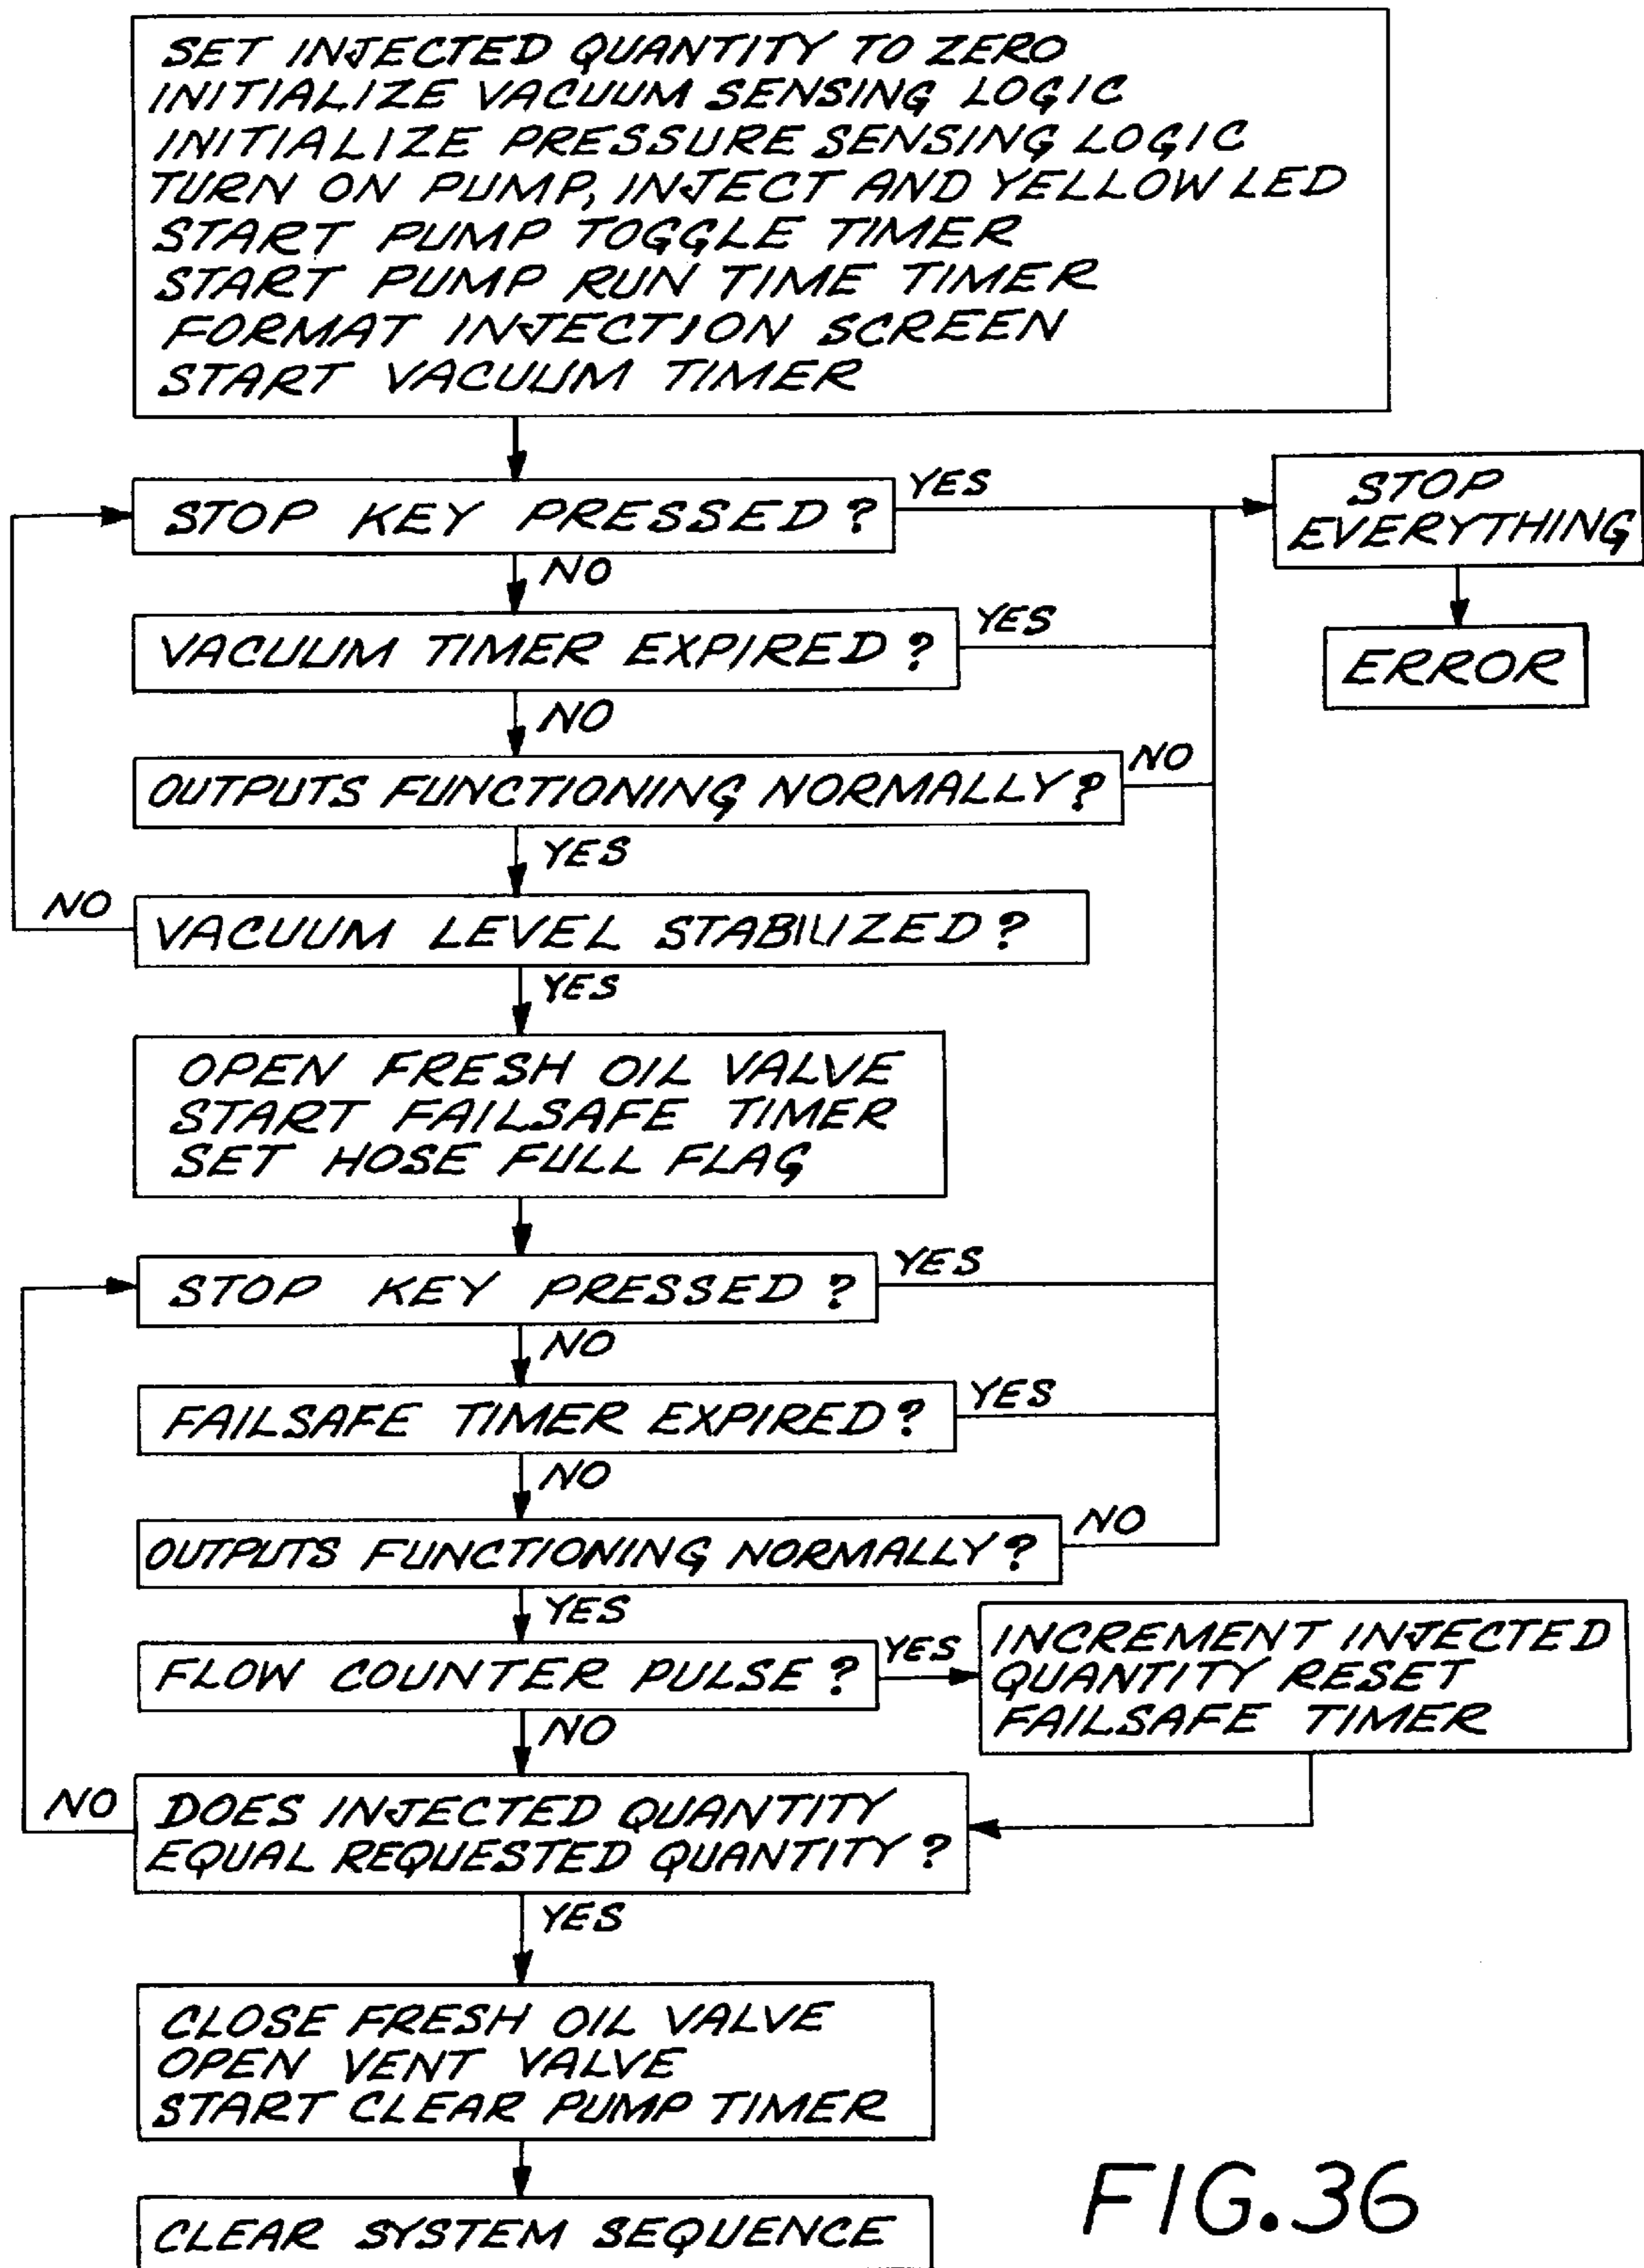 SET INJECTED QUANTITY TO ZERO
INITIALIZE VACUUM SENSING LOGIC
INITIALIZE PRESSURE SENSING LOGIC
TURN ON PUMP, INJECT AND YELLOW LED
START PUMP TOGGLE TIMER
START PUMP RUN TIME TIMER
FORMAT INJECTION SCREEN
START VACUUM TIMER
STOP KEY PRESSED?
YES
STOP
EVERYTHING
ERROR
NO
VACUUM TIMER EXPIRED?
YES
NO
OUTPUTS FUNCTIONING NORMALLY?
NO
YES
NO
VACUUM LEVEL STABILIZED?
YES
OPEN FRESH OIL VALVE
START FAILSAFE TIMER
SET HOSE FULL FLAG
STOP KEY PRESSED?
YES
NO
FAILSAFE TIMER EXPIRED?
YES
NO
OUTPUTS FUNCTIONING NORMALLY?
NO
YES
FLOW COUNTER PULSE?
YES
INCREMENT INJECTED
QUANTITY RESET
FAILSAFE TIMER
NO
NO
DOES INJECTED QUANTITY
EQUAL REQUESTED QUANTITY?
YES
CLOSE FRESH OIL VALVE
OPEN VENT VALVE
START CLEAR PUMP TIMER
CLEAR SYSTEM SEQUENCE
FIG.36